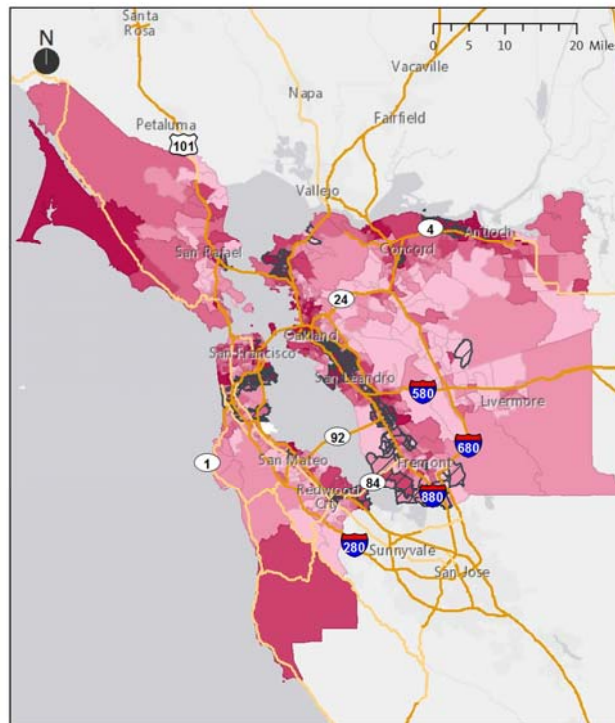 Santa
Rosa
0 5 10 20 Miles
N
Vacaville
Napa
Fairfield
Petaluma
101
Vallejo
4
Antioch
San Rafael
Concord
24
Oakland
San Francisco
San Leandro
580
Livermore
92
680
1
San Mateo
Fremont
84
Redwood
City
880
280
Sunnyvale
San Jose